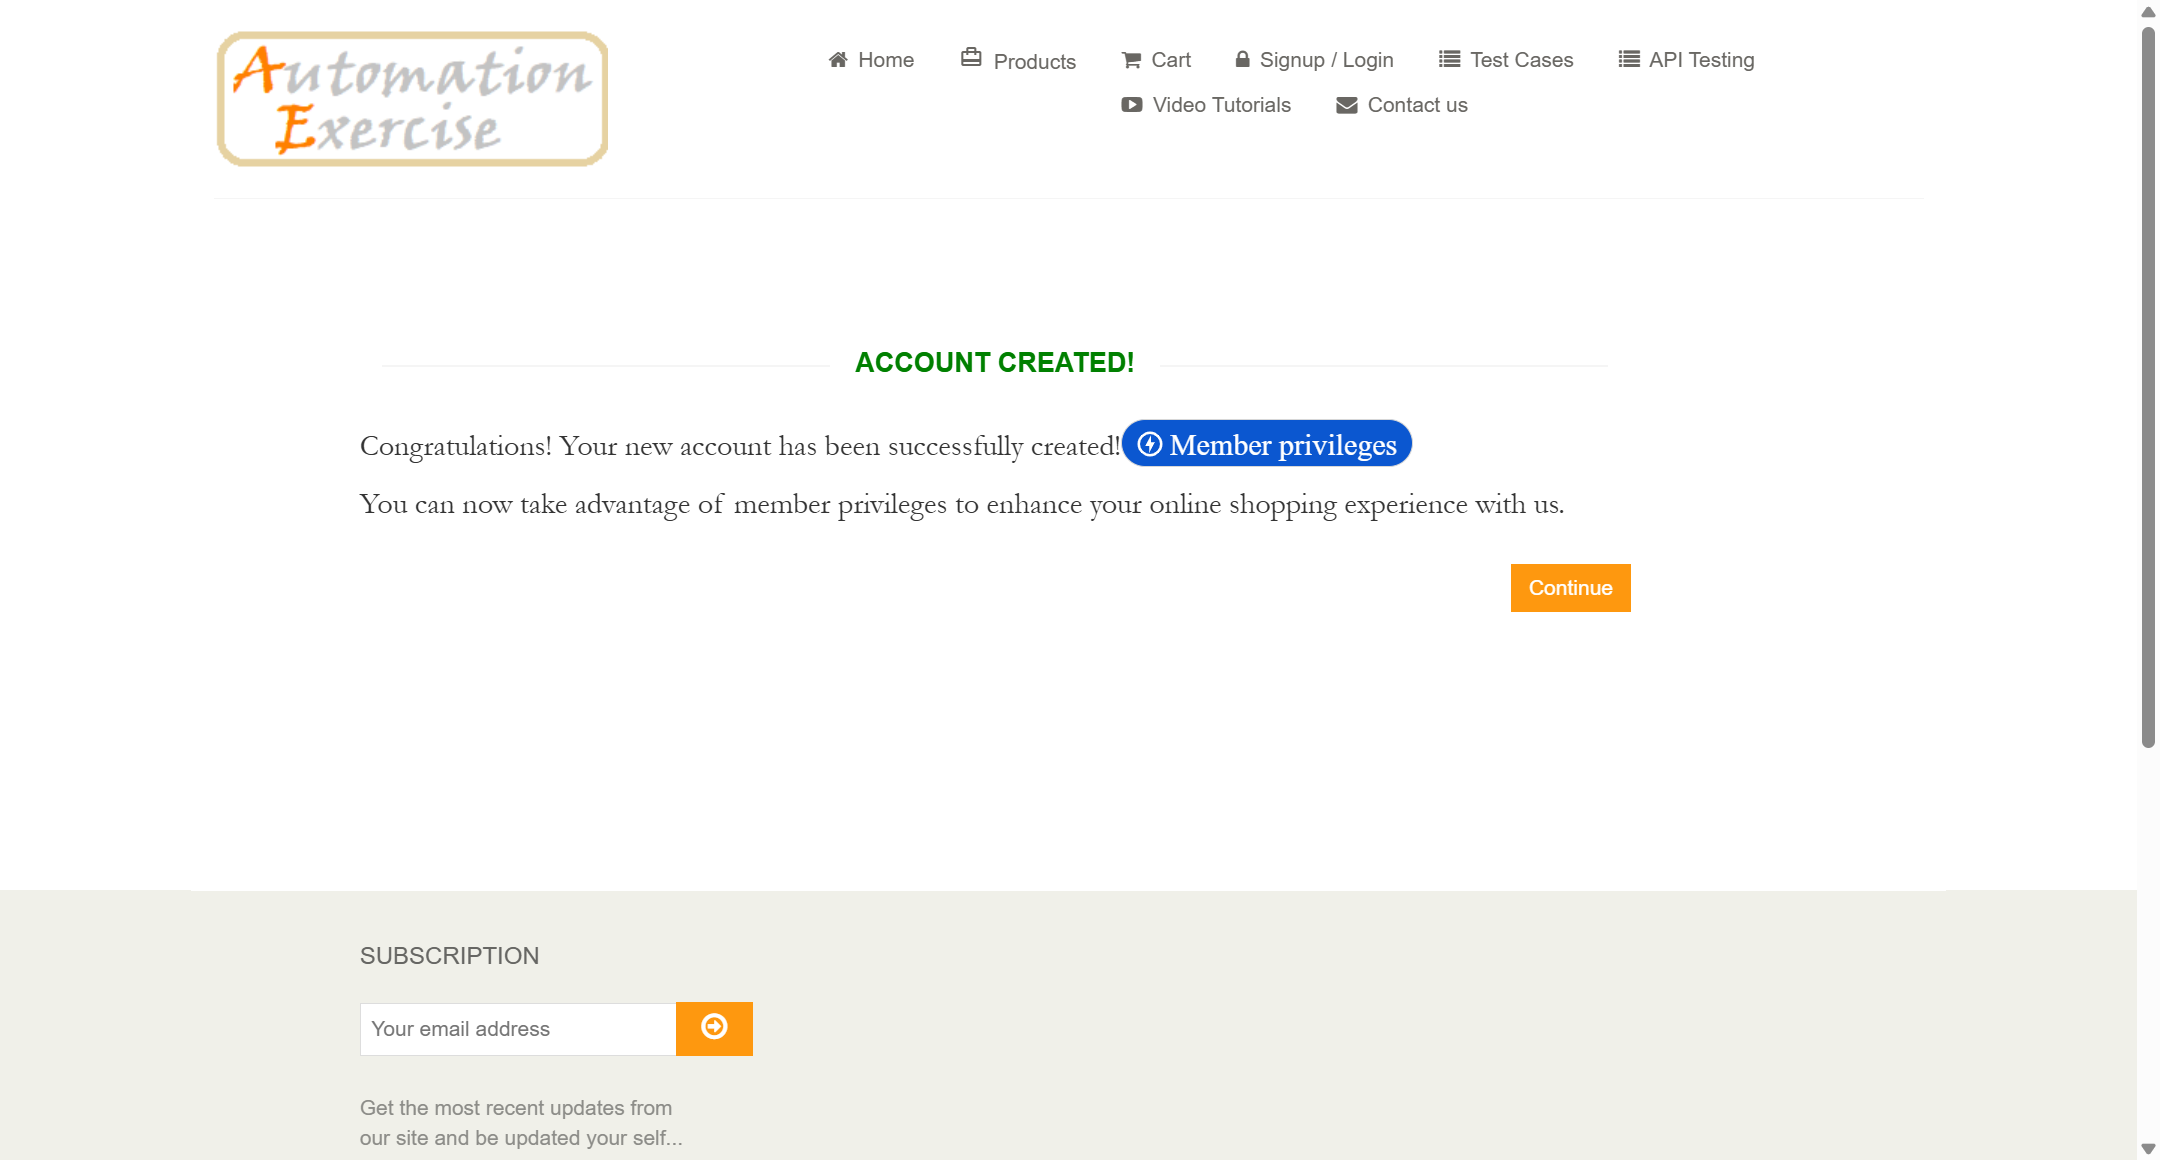 Automation
Exercise
Home
Products
Cart
Signup / Login
Test Cases
API Testing
Video Tutorials
Contact us
ACCOUNT CREATED!
Congratulations! Your new account has been successfully created!
Member privileges
You can now take advantage of member privileges to enhance your online shopping experience with us.
Continue
SUBSCRIPTION
Your email address
Get the most recent updates from
our site and be updated your self...